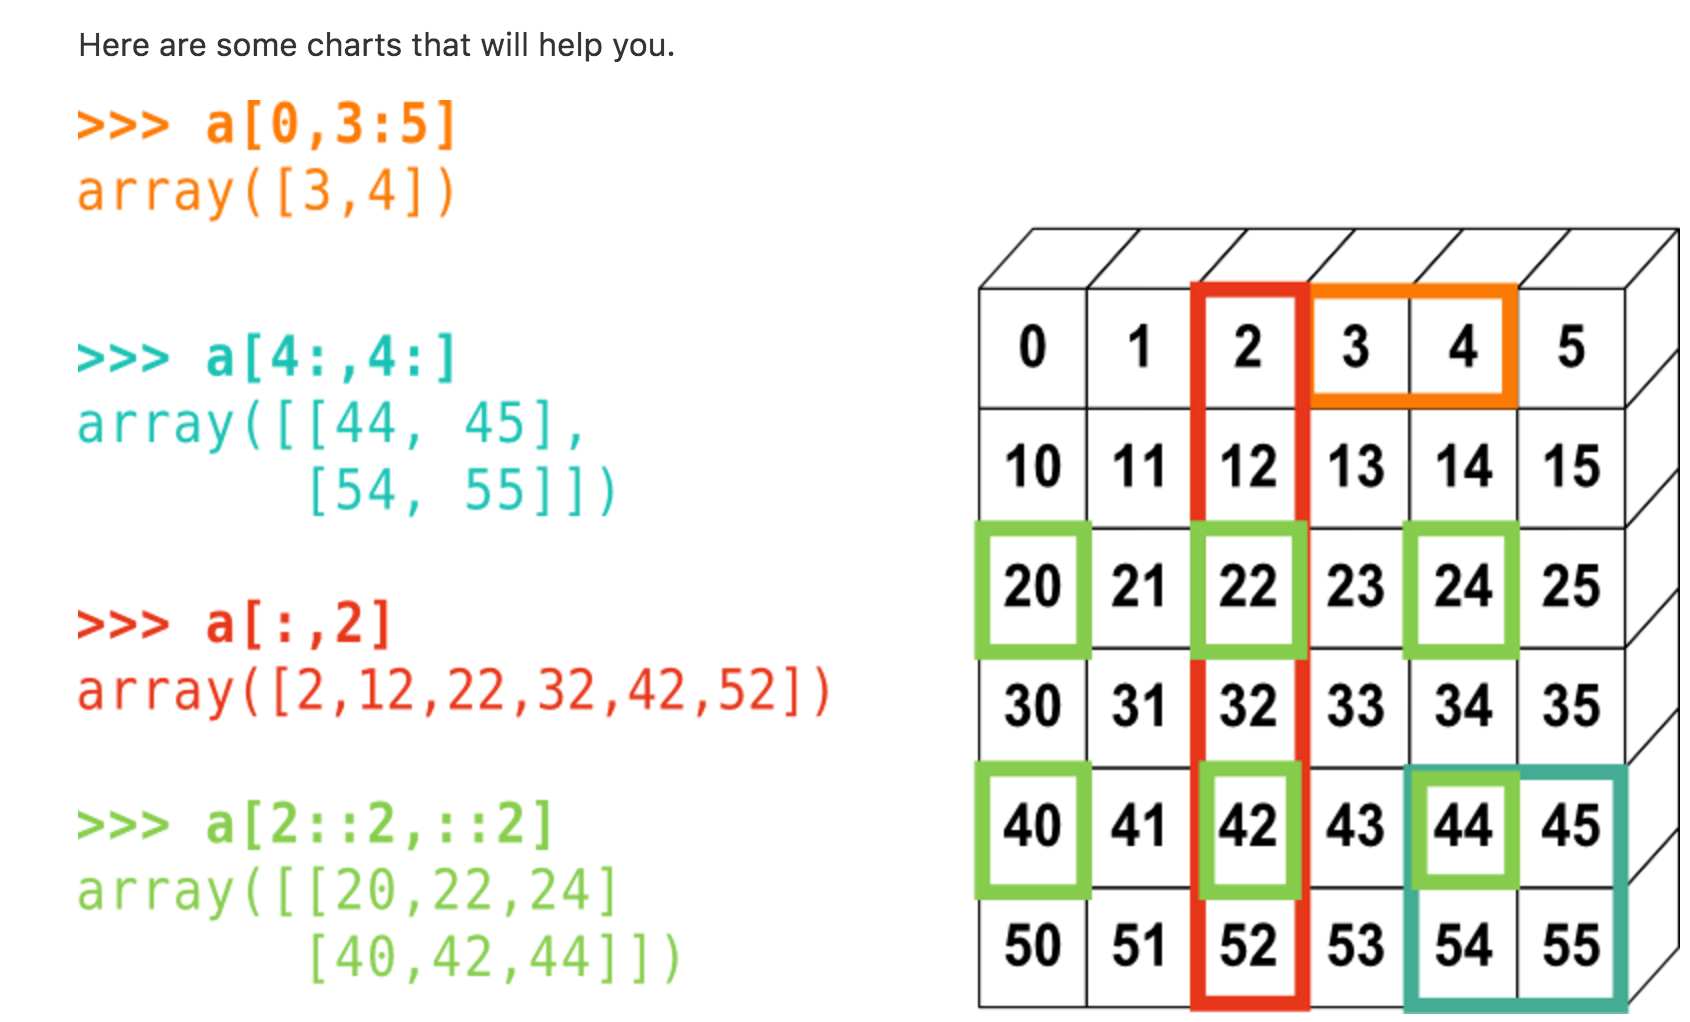 Here are some charts that will help you.
>>> a[0,3:5]
array([3,4])
>>> a[4:,4:]
array([[44, 45],
[54, 55]])
>>> a[:,2]
array([2,12,22,32,42,52])
>>> a[2::2,::2]
array([[20,22,24]
[40,42,44]])
0 1 2 3 4 5
10 11 12 13 14 15
20 21 22 23 24 25
30 31 32 33 34 35
40 41 42 43 44 45
50 51 52 53 54 55